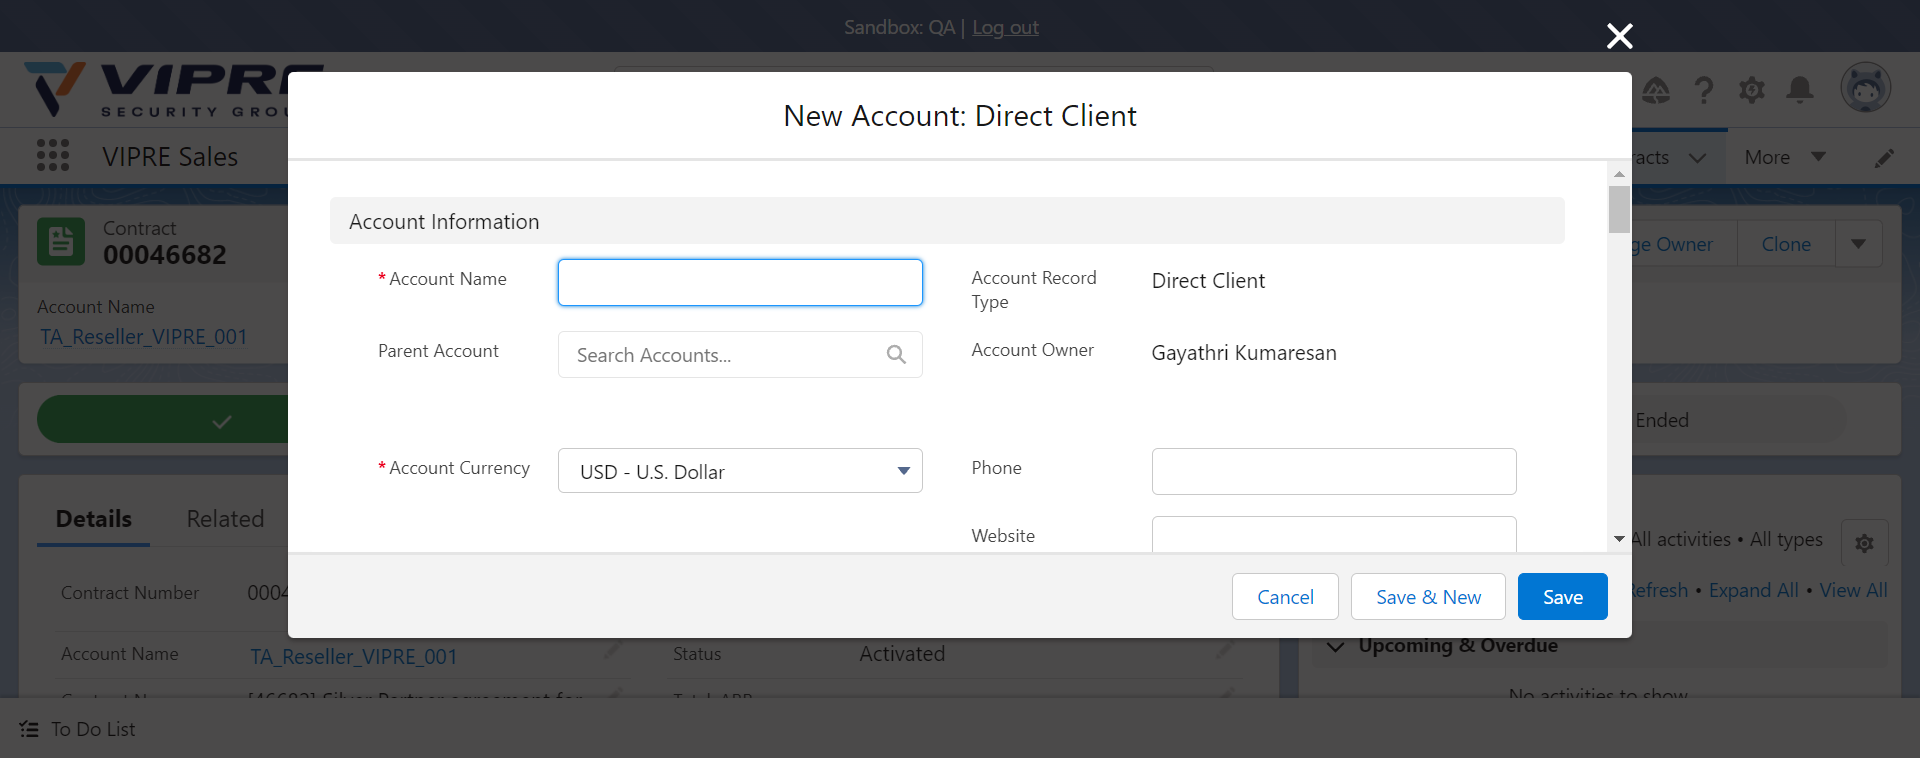 Sandbox: QA | Log out
VIPRE
SECURITY GROU
New Account: Direct Client
VIPRE Sales
racts
More
Account Information
Contract
00046682
ge Owner
Clone
*Account Name
Account Record Type
Direct Client
Account Name
TA_Reseller_VIPRE_001
Parent Account
Search Accounts...
Account Owner
Gayathri Kumaresan
Ended
*Account Currency
USD - U.S. Dollar
Phone
Website
Details
Related
All activities • All types
Refresh • Expand All • View All
Contract Number
0004
Cancel
Save & New
Save
Upcoming & Overdue
Account Name
TA_Reseller_VIPRE_001
Status
Activated
No activities to show
To Do List